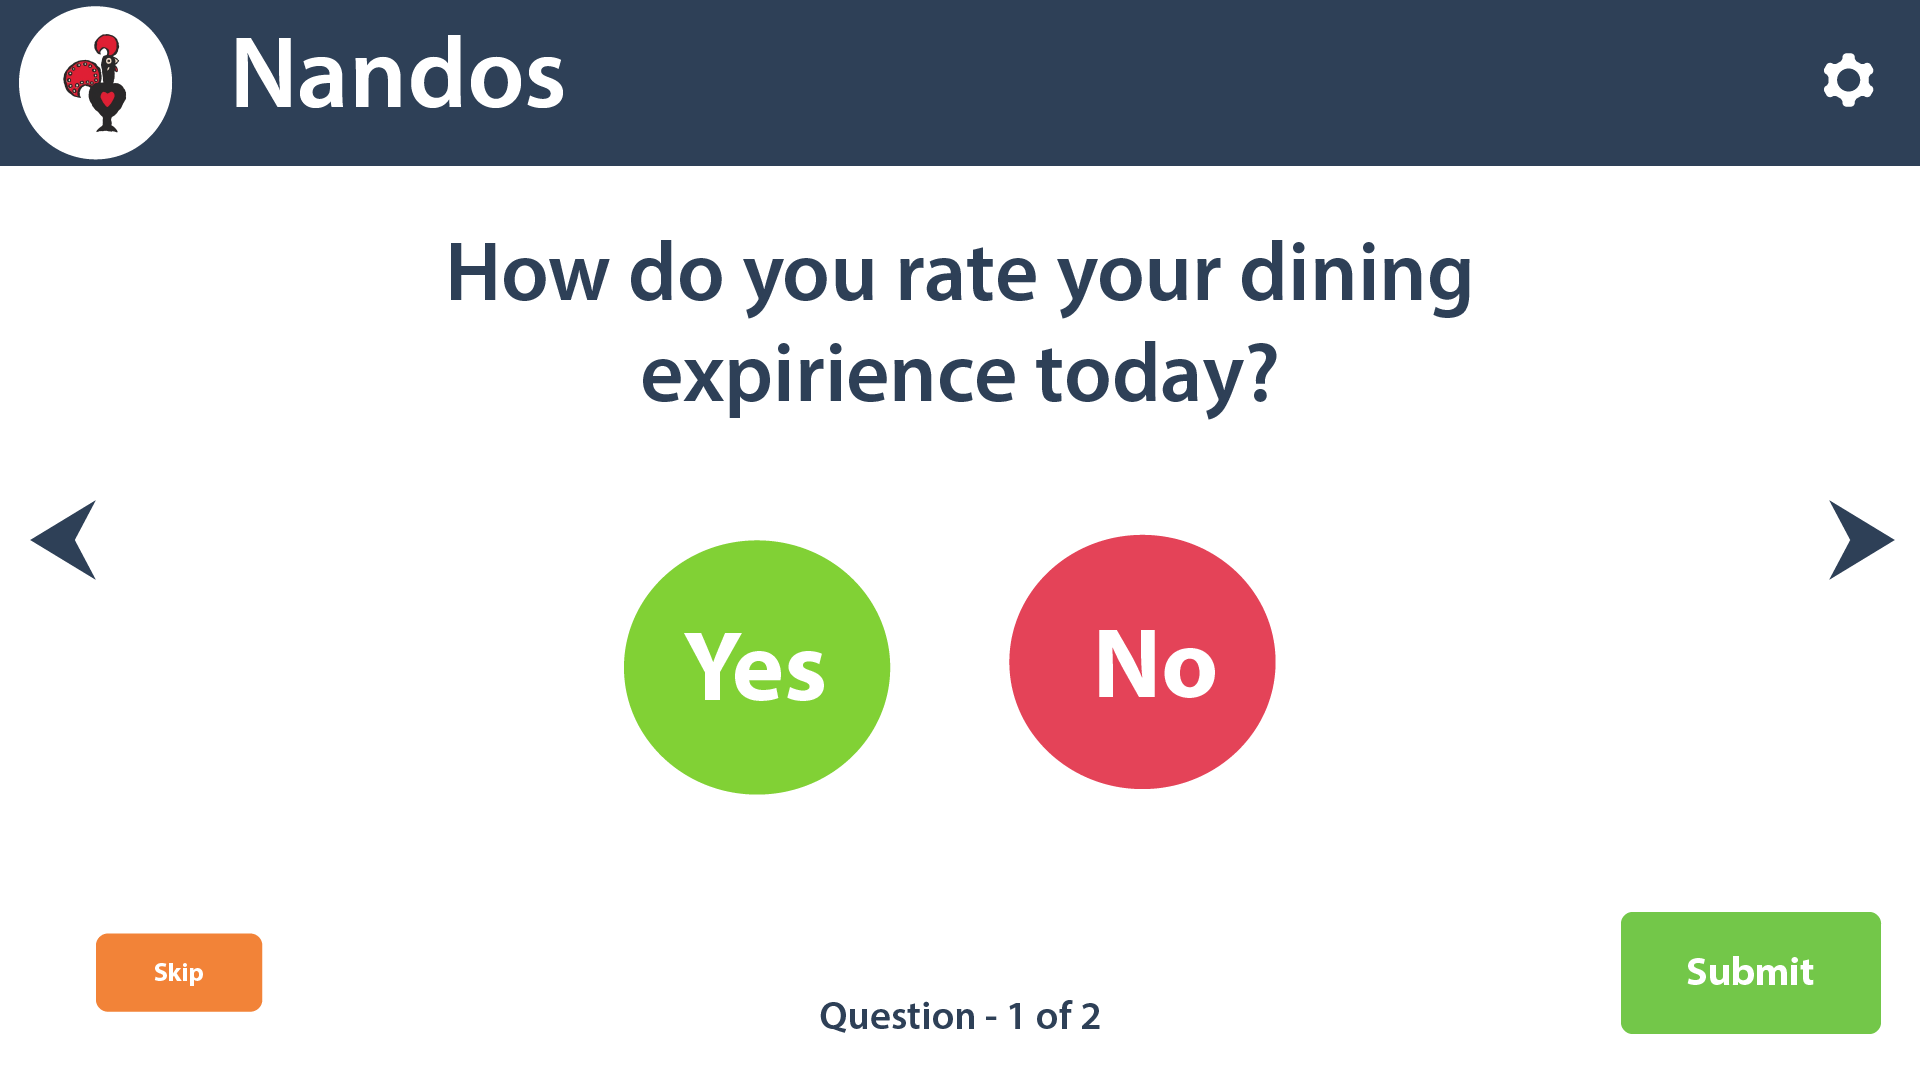 Nandos
How do you rate your dining
expirience today?
Yes
No
Skip
Submit
Question - 1 of 2